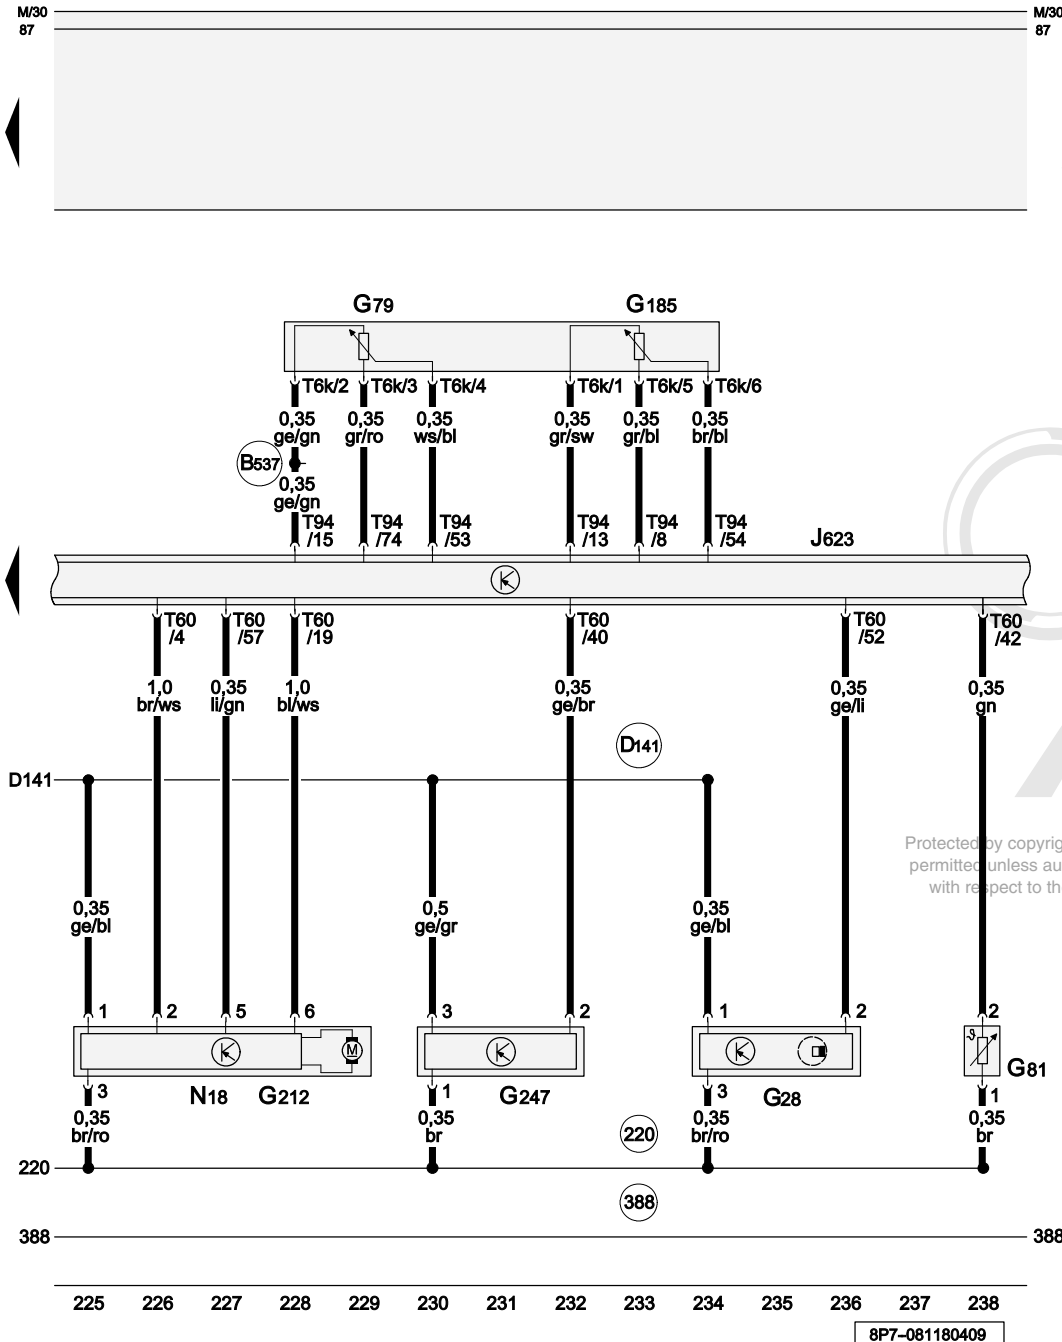 M/30 M/30
87 87
G79 G185
T6k/2 T6k/3 T6k/4 T6k/1 T6k/5 T6k/6
0,35 0,35 0,35 0,35 0,35 0,35
ge/gn gr/ro ws/bl gr/sw gr/bl br/bl
B537
0,35
ge/gn
T94 T94 T94 T94 T94 T94
/15 /74 /53 /13 /8 /54
J623
T60 T60 T60 T60 T60 T60
/4 /57 /19 /40 /52 /42
1,0 0,35 1,0 0,35 0,35 0,35
br/ws li/gn bl/ws ge/br ge/li gn
D141
D141
Protected by copyrig
permitted unless au
with respect to th
0,35 0,5 0,35
ge/bl ge/gr ge/bl
1 2 5 6 3 2 1 2 2
M ϑ
N18 G212 G247 G28 G81
3 1 3 1
0,35 0,35 0,35 0,35
br/ro br br/ro br
220
220
388
388 388
225 226 227 228 229 230 231 232 233 234 235 236 237 238
8P7-081180409